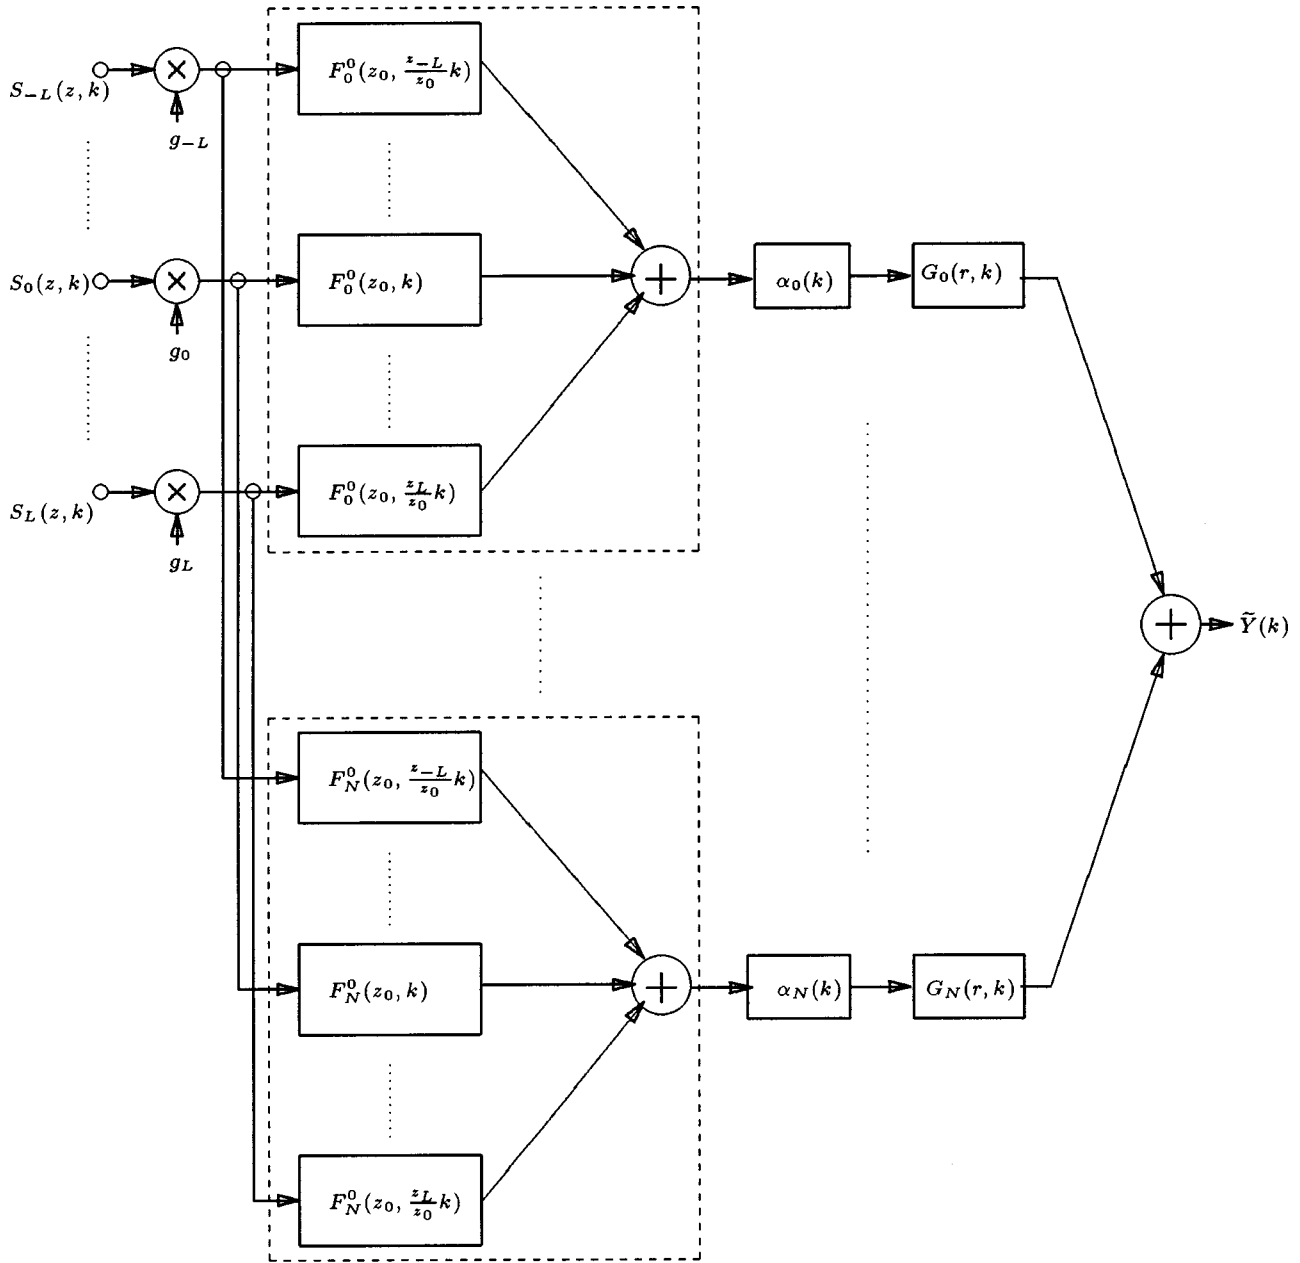 S_{-L}(z, k)
×
g_{-L}
F_0^0(z_0, \frac{z_{-L}}{z_0}k)
S_0(z, k)
×
g_0
F_0^0(z_0, k)
+
α_0(k)
G_0(r, k)
S_L(z, k)
×
g_L
F_0^0(z_0, \frac{z_L}{z_0}k)
+
\widetilde{Y}(k)
F_N^0(z_0, \frac{z_{-L}}{z_0}k)
F_N^0(z_0, k)
+
α_N(k)
G_N(r, k)
F_N^0(z_0, \frac{z_L}{z_0}k)